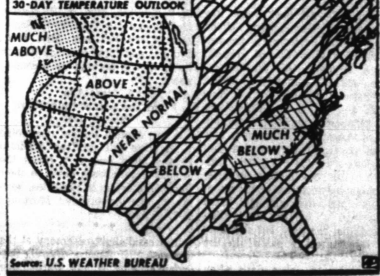 30-DAY TEMPERATURE OUTLOOK
MUCH
ABOVE
ABOVE
NEAR NORMAL
MUCH
BELOW
BELOW
Source: U.S. WEATHER BUREAU